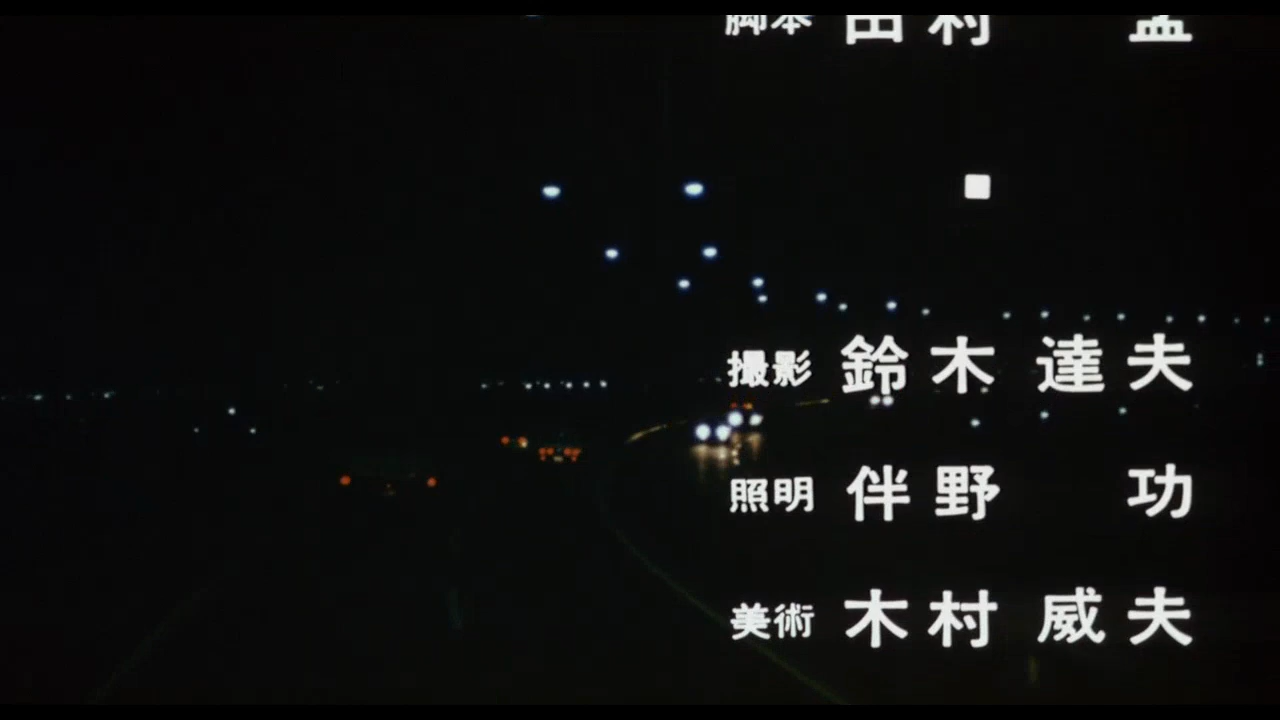 脚本 田村 孟
■
撮影 鈴木達夫
照明 伴野 功
美術 木村威夫